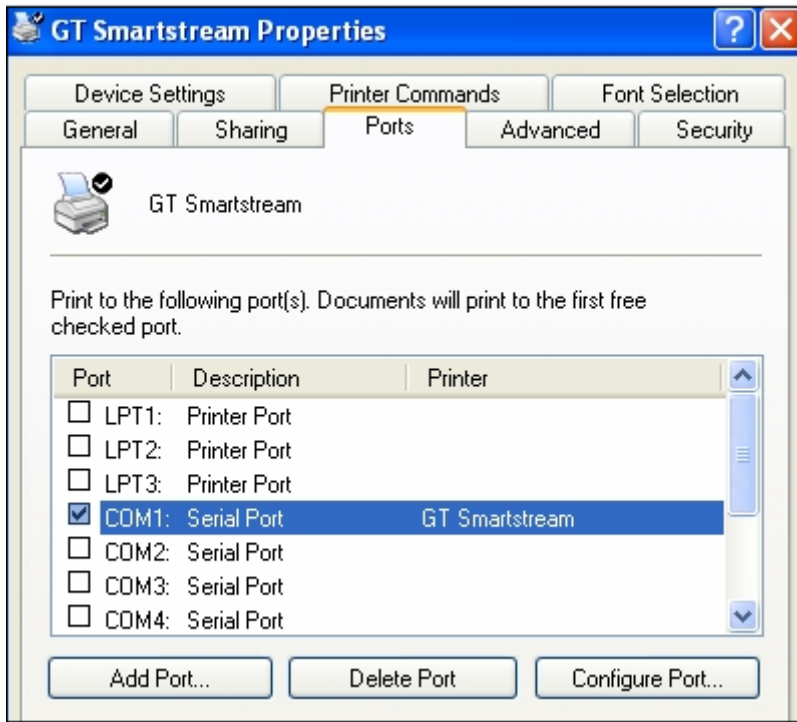 GT Smartstream Properties
?
Device Settings Printer Commands Font Selection
General Sharing Ports Advanced Security
GT Smartstream
Print to the following port(s). Documents will print to the first free
checked port.
Port Description Printer
LPT1: Printer Port
LPT2: Printer Port
LPT3: Printer Port
COM1: Serial Port GT Smartstream
COM2: Serial Port
COM3: Serial Port
COM4: Serial Port
Add Port... Delete Port Configure Port...